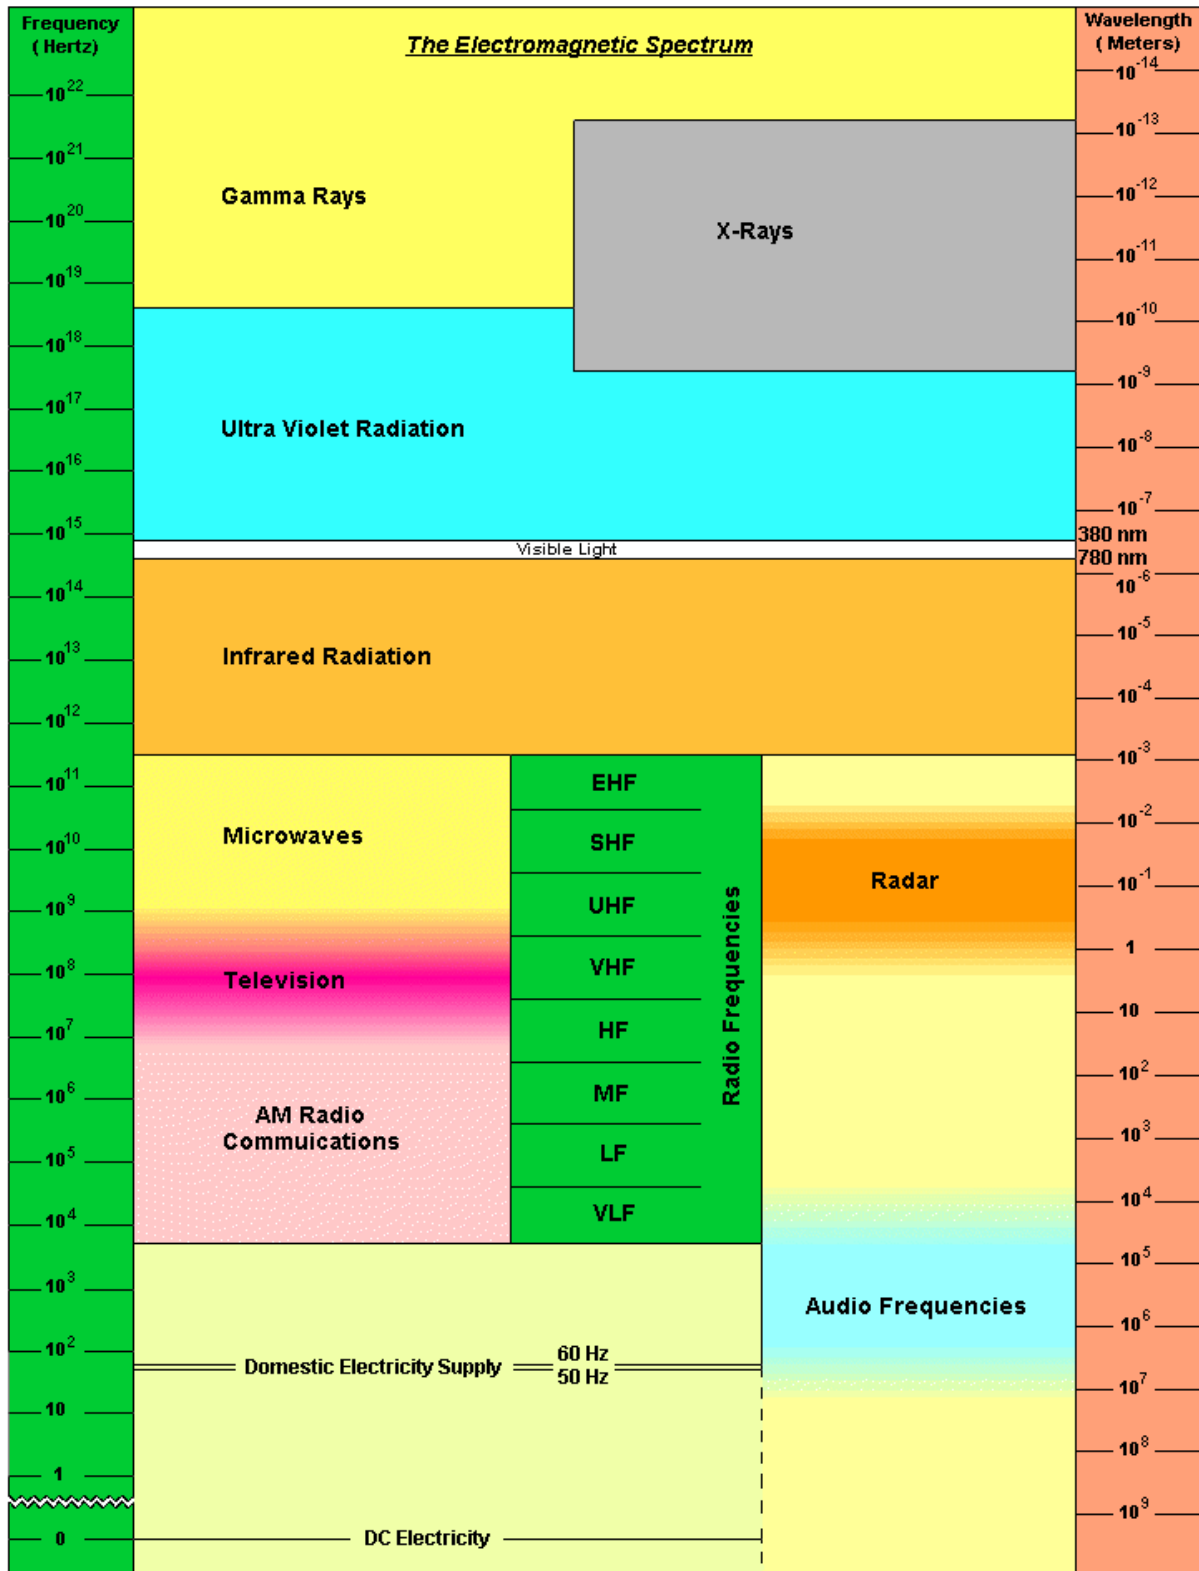 Frequency
( Hertz)
The Electromagnetic Spectrum
Wavelength
( Meters)
10^22
10^21
10^20
10^19
10^18
10^17
10^16
10^15
10^14
10^13
10^12
10^11
10^10
10^9
10^8
10^7
10^6
10^5
10^4
10^3
10^2
10
1
0
Gamma Rays
X-Rays
Ultra Violet Radiation
Visible Light
Infrared Radiation
Microwaves
Television
AM Radio
Commuications
EHF
SHF
UHF
VHF
HF
MF
LF
VLF
Radio Frequencies
Radar
Audio Frequencies
Domestic Electricity Supply
60 Hz
50 Hz
DC Electricity
10^-14
10^-13
10^-12
10^-11
10^-10
10^-9
10^-8
10^-7
380 nm
780 nm
10^-6
10^-5
10^-4
10^-3
10^-2
10^-1
1
10
10^2
10^3
10^4
10^5
10^6
10^7
10^8
10^9